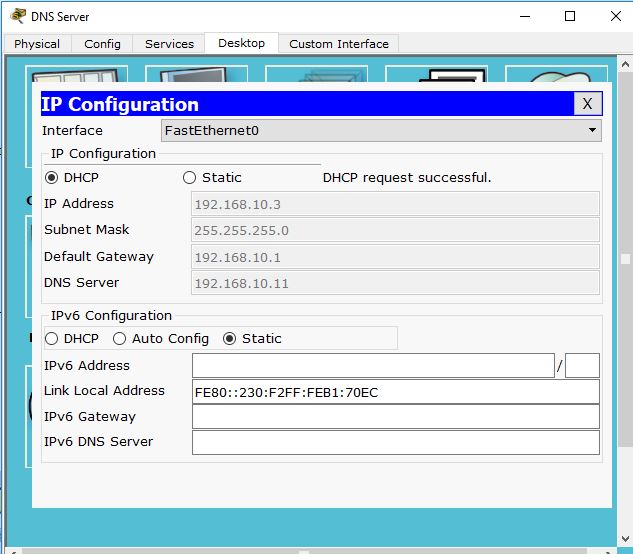 DNS Server
Physical Config Services Desktop Custom Interface
IP Configuration X
Interface FastEthernet0
IP Configuration
DHCP Static DHCP request successful.
IP Address 192.168.10.3
Subnet Mask 255.255.255.0
Default Gateway 192.168.10.1
DNS Server 192.168.10.11
IPv6 Configuration
DHCP Auto Config Static
IPv6 Address /
Link Local Address FE80::230:F2FF:FEB1:70EC
IPv6 Gateway
IPv6 DNS Server